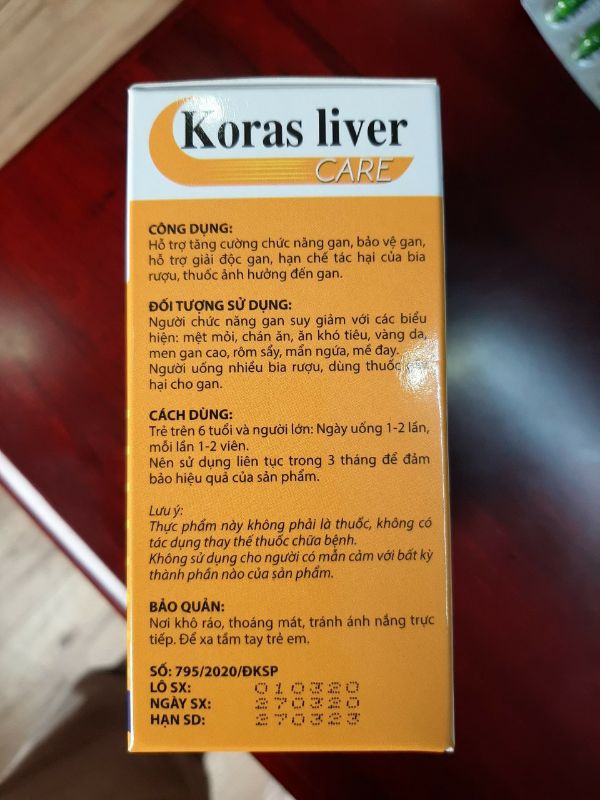 Koras liver
CARE
CÔNG DỤNG:
Hỗ trợ tăng cường chức năng gan, bảo vệ gan,
hỗ trợ giải độc gan, hạn chế tác hại của bia
rượu, thuốc ảnh hưởng đến gan.
ĐỐI TƯỢNG SỬ DỤNG:
Người chức năng gan suy giảm với các biểu
hiện: mệt mỏi, chán ăn, ăn khó tiêu, vàng da,
men gan cao, rôm sẩy, mẩn ngứa, mề đay.
Người uống nhiều bia rượu, dùng thuốc
hại cho gan.
CÁCH DÙNG:
Trẻ trên 6 tuổi và người lớn: Ngày uống 1-2 lần,
mỗi lần 1-2 viên.
Nên sử dụng liên tục trong 3 tháng để đảm
bảo hiệu quả của sản phẩm.
Lưu ý:
Thực phẩm này không phải là thuốc, không có
tác dụng thay thế thuốc chữa bệnh.
Không sử dụng cho người có mẫn cảm với bất kỳ
thành phần nào của sản phẩm.
BẢO QUẢN:
Nơi khô ráo, thoáng mát, tránh ánh nắng trực
tiếp. Để xa tầm tay trẻ em.
SỐ: 795/2020/ĐKSP
LÔ SX: 010320
NGÀY SX: 270320
HẠN SD: 270323